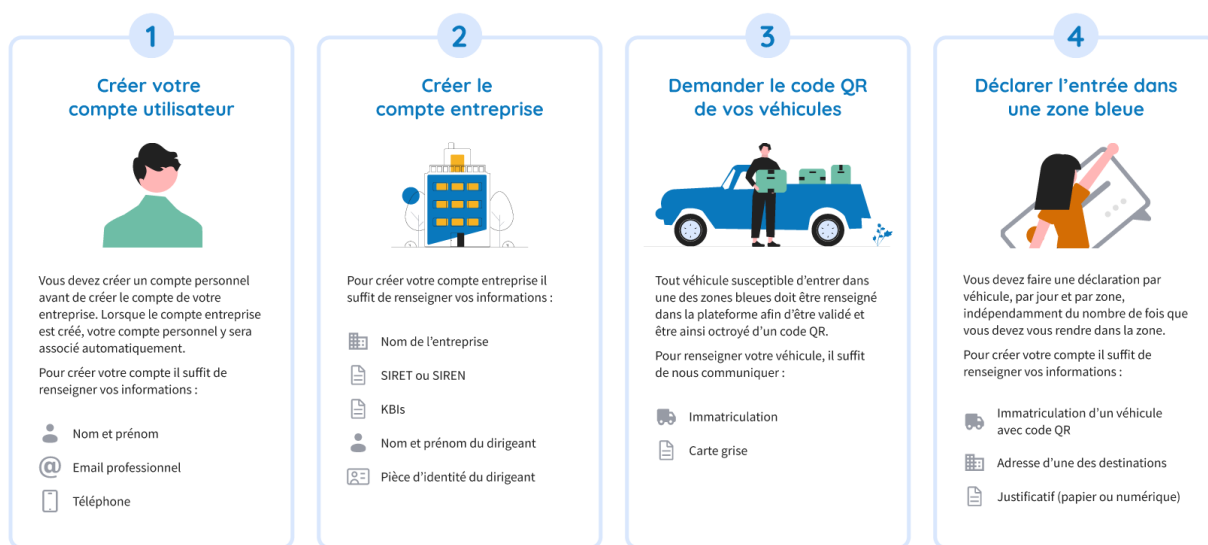 1
Créer votre
compte utilisateur
Vous devez créer un compte personnel
avant de créer le compte de votre
entreprise. Lorsque le compte entreprise
est créé, votre compte personnel y sera
associé automatiquement.
Pour créer votre compte il suffit de
renseigner vos informations :
Nom et prénom
@ Email professionnel
Téléphone
2
Créer le
compte entreprise
Pour créer votre compte entreprise il
suffit de renseigner vos informations :
Nom de l'entreprise
SIRET ou SIREN
KBIs
Nom et prénom du dirigeant
Pièce d'identité du dirigeant
3
Demander le code QR
de vos véhicules
Tout véhicule susceptible d'entrer dans
une des zones bleues doit être renseigné
dans la plateforme afin d'être validé et
être ainsi octroyé d'un code QR.
Pour renseigner votre véhicule, il suffit
de nous communiquer :
Immatriculation
Carte grise
4
Déclarer l'entrée dans
une zone bleue
Vous devez faire une déclaration par
véhicule, par jour et par zone,
indépendamment du nombre de fois que
vous devez vous rendre dans la zone.
Pour créer votre compte il suffit de
renseigner vos informations :
Immatriculation d'un véhicule
avec code QR
Adresse d'une des destinations
Justificatif (papier ou numérique)